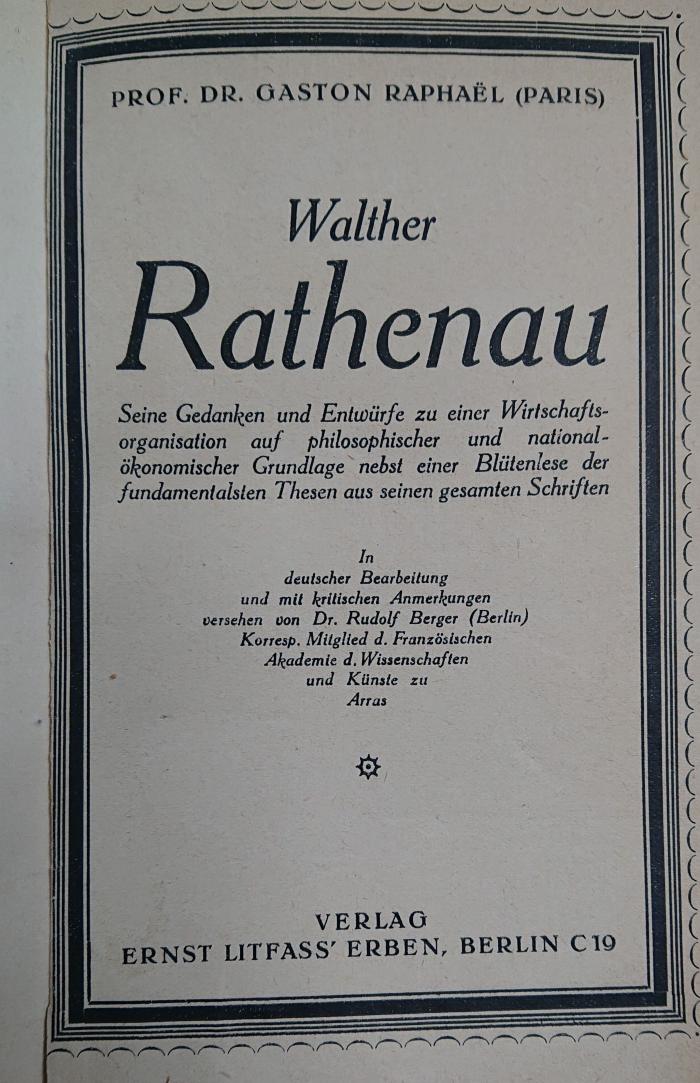 PROF. DR. GASTON RAPHAËL (PARIS)
Walther
Rathenau
Seine Gedanken und Entwürfe zu einer Wirtschafts-
organisation auf philosophischer und national-
ökonomischer Grundlage nebst einer Blütenlese der
fundamentalsten Thesen aus seinen gesamten Schriften
In
deutscher Bearbeitung
und mit kritischen Anmerkungen
versehen von Dr. Rudolf Berger (Berlin)
Korresp. Mitglied d. Französischen
Akademie d. Wissenschaften
und Künste zu
Arras
VERLAG
ERNST LITFASS' ERBEN, BERLIN C 19